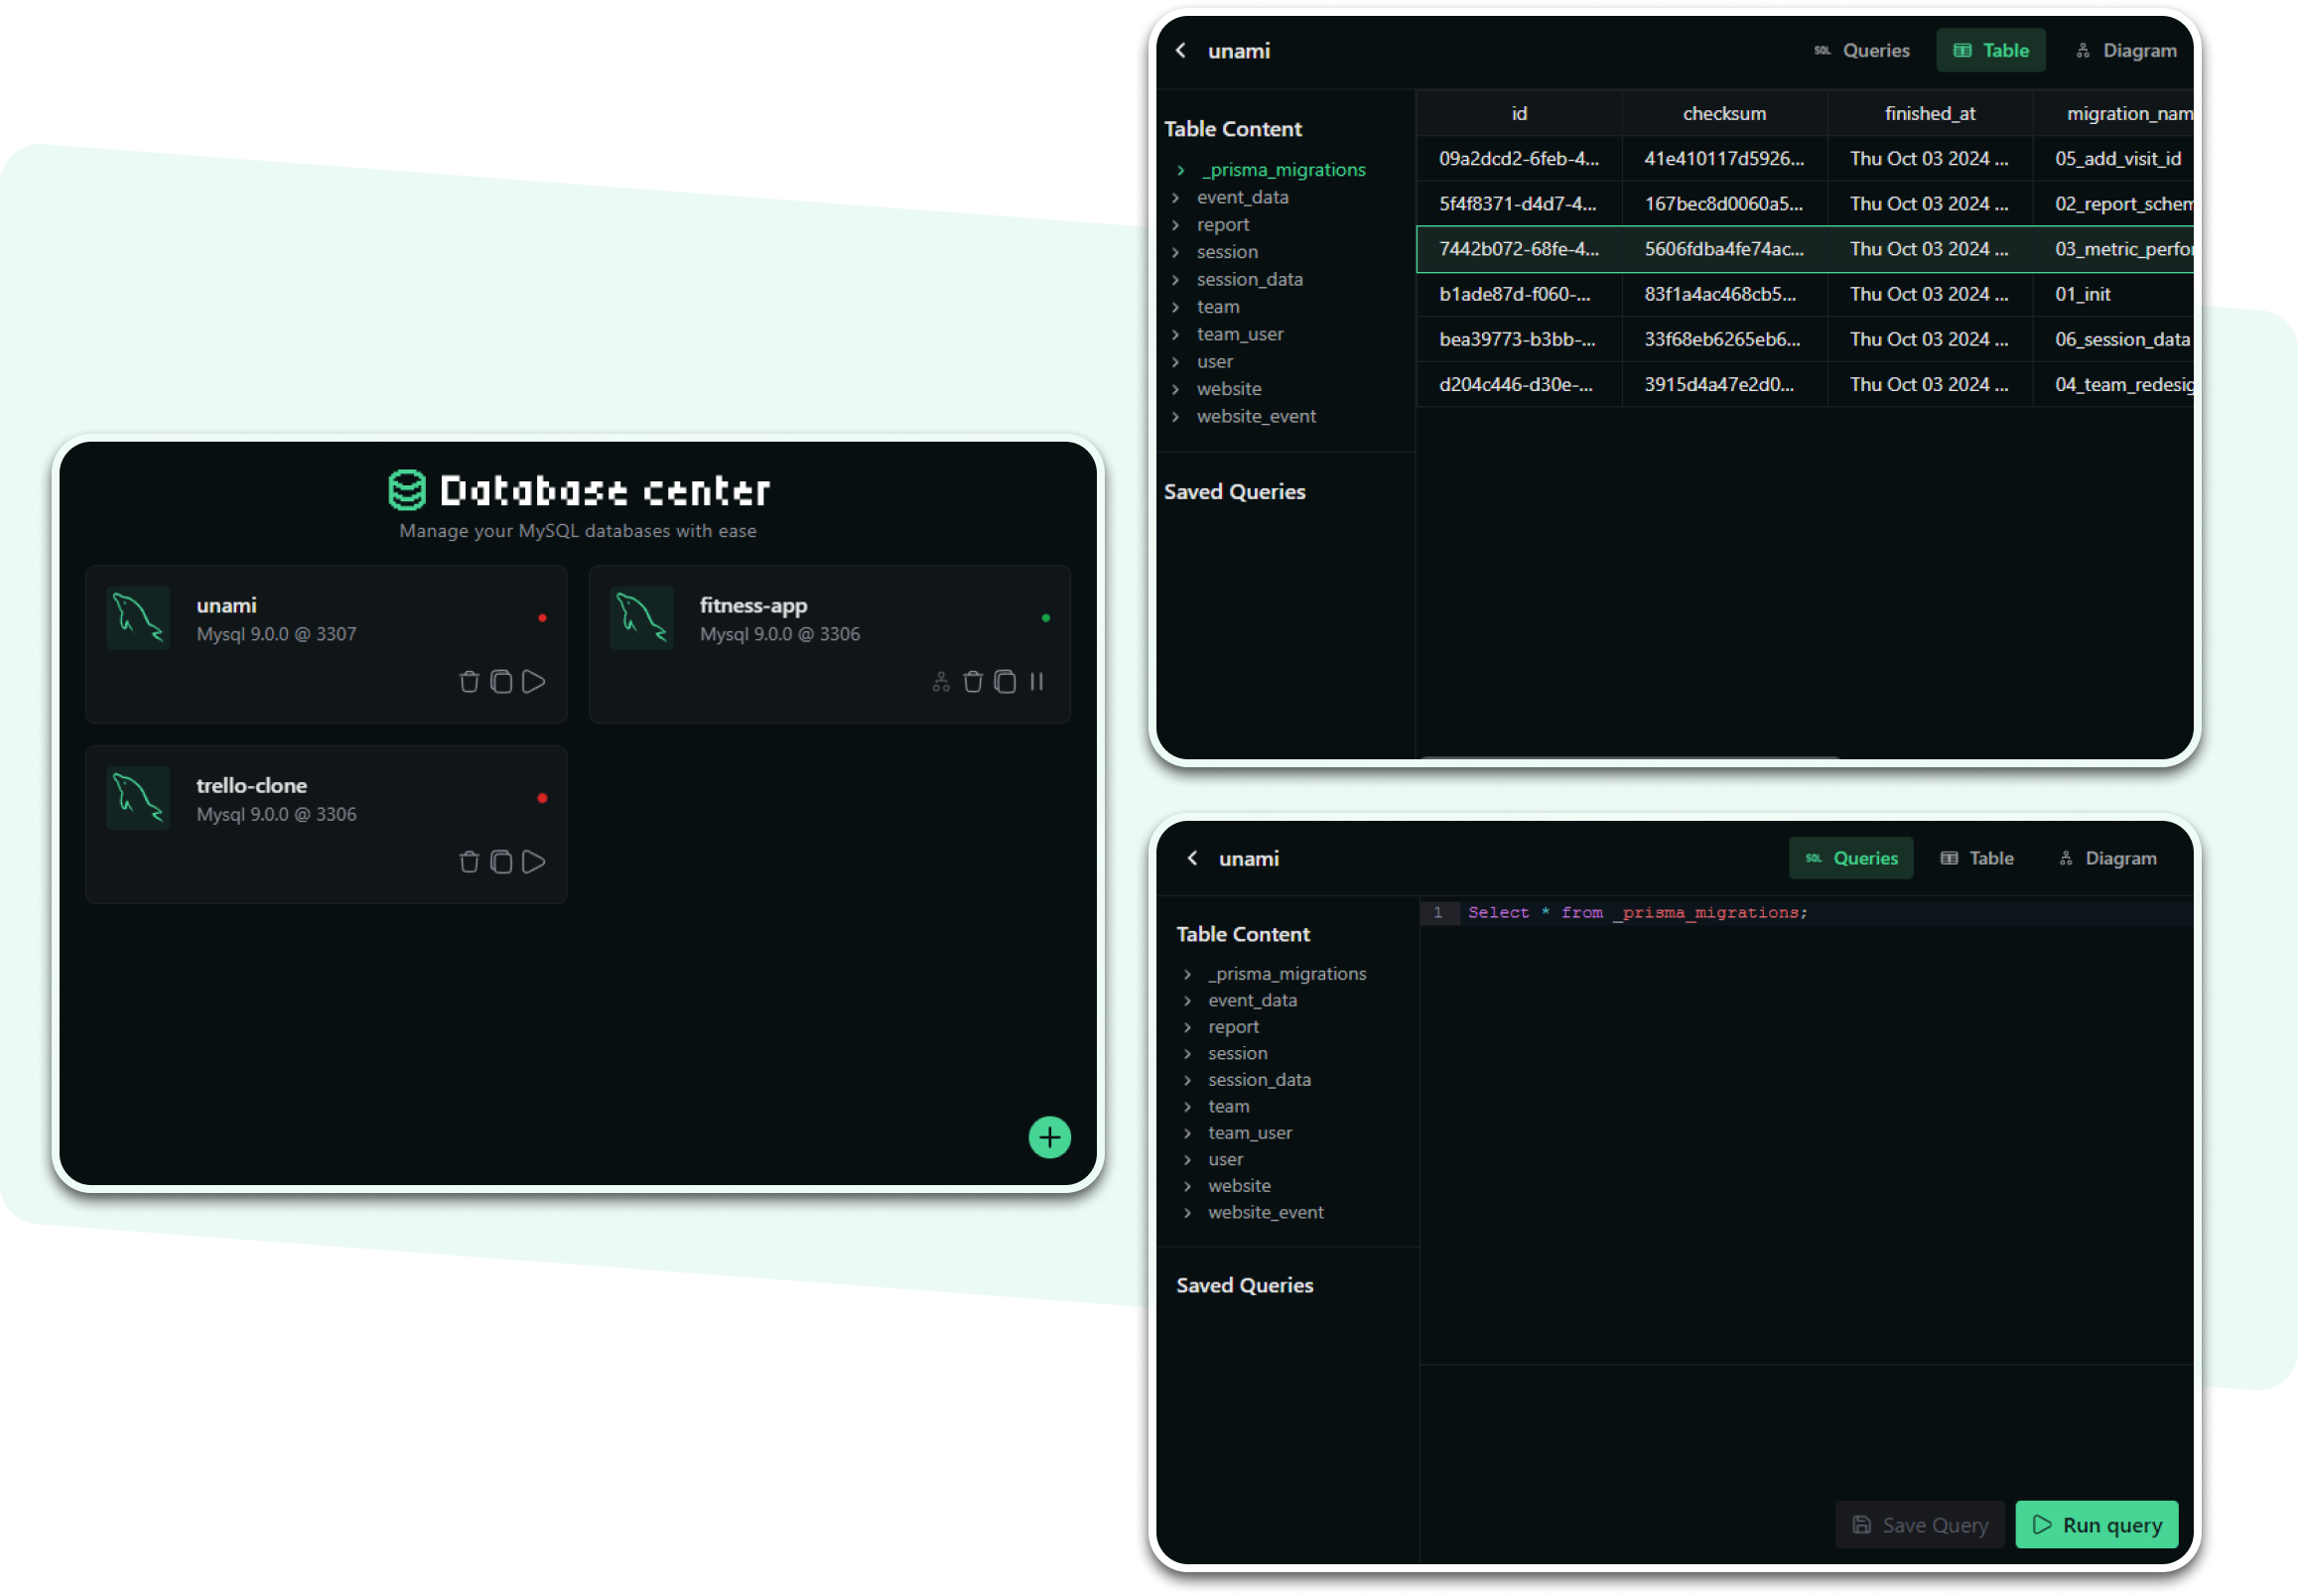 Database center
Manage your MySQL databases with ease
unami
Mysql 9.0.0 @ 3307
fitness-app
Mysql 9.0.0 @ 3306
trello-clone
Mysql 9.0.0 @ 3306
unami
SQL Queries Table Diagram
Table Content
_prisma_migrations
event_data
report
session
session_data
team
team_user
user
website
website_event
Saved Queries
id checksum finished_at migration_nam
09a2dcd2-6feb-4... 41e410117d5926... Thu Oct 03 2024 ... 05_add_visit_id
5f4f8371-d4d7-4... 167bec8d0060a5... Thu Oct 03 2024 ... 02_report_schem
7442b072-68fe-4... 5606fdba4fe74ac... Thu Oct 03 2024 ... 03_metric_perfor
b1ade87d-f060-... 83f1a4ac468cb5... Thu Oct 03 2024 ... 01_init
bea39773-b3bb-... 33f68eb6265eb6... Thu Oct 03 2024 ... 06_session_data
d204c446-d30e-... 3915d4a47e2d0... Thu Oct 03 2024 ... 04_team_redesig
unami
SQL Queries Table Diagram
Table Content
_prisma_migrations
event_data
report
session
session_data
team
team_user
user
website
website_event
Saved Queries
1 Select * from _prisma_migrations;
Save Query Run query